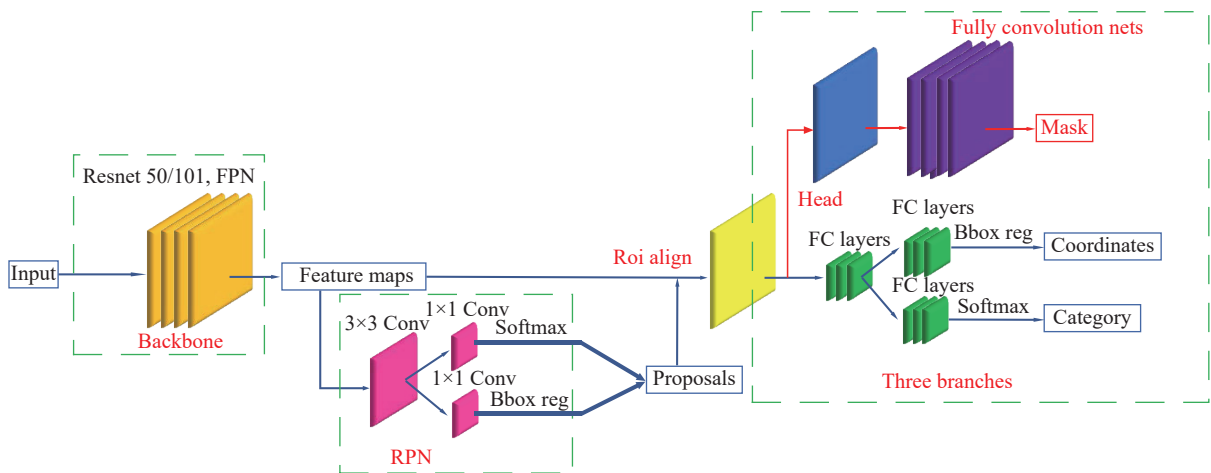 Fully convolution nets
Mask
Resnet 50/101, FPN
Head
FC layers
FC layers
Bbox reg
Coordinates
Roi align
Input
Feature maps
FC layers
Softmax
Category
Backbone
1×1 Conv
3×3 Conv
Softmax
1×1 Conv
Proposals
Bbox reg
Three branches
RPN